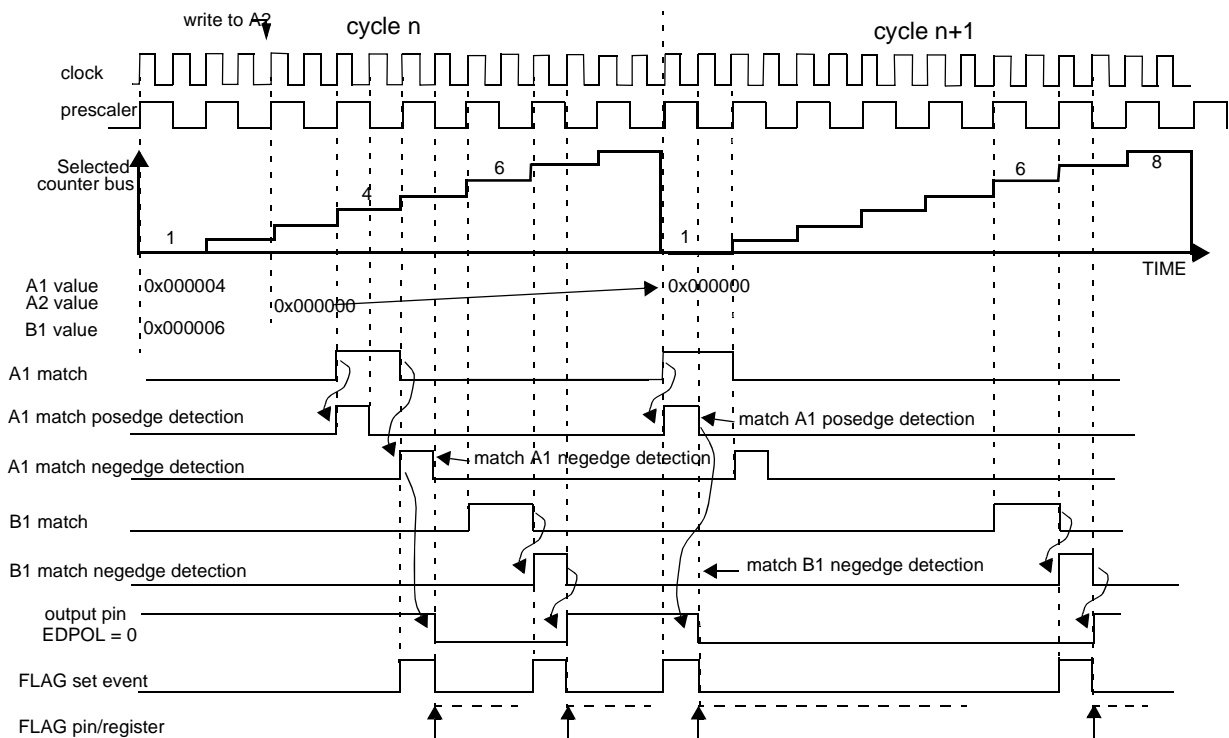 write to A2
cycle n
cycle n+1
clock
prescaler
Selected
counter bus
1
4
6
1
6
8
TIME
A1 value
0x000004
0x000000
A2 value
0x000000
B1 value
0x000006
A1 match
A1 match posedge detection
match A1 posedge detection
A1 match negedge detection
match A1 negedge detection
B1 match
B1 match negedge detection
match B1 negedge detection
output pin
EDPOL = 0
FLAG set event
FLAG pin/register